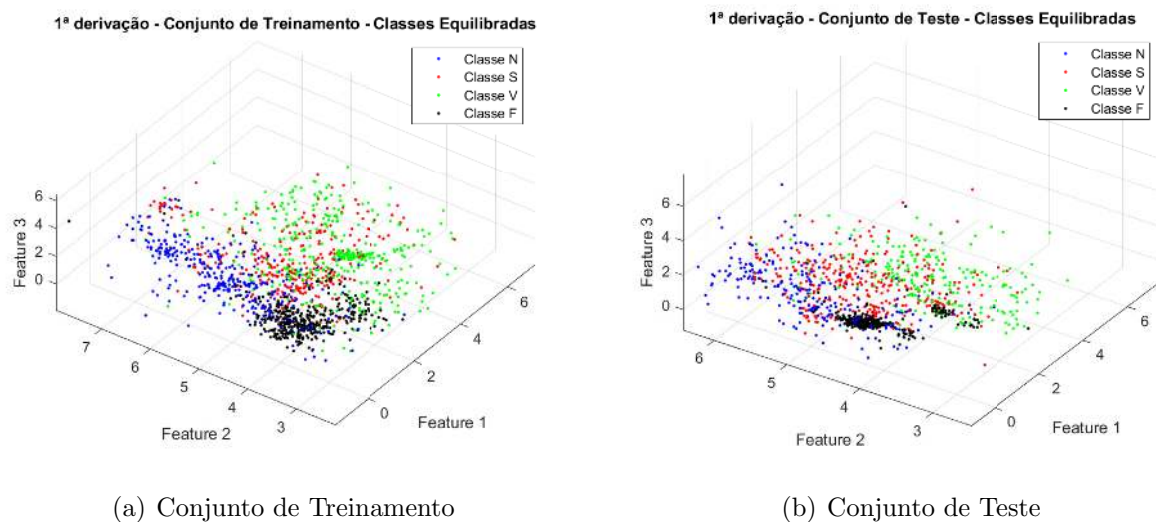 1ª derivação - Conjunto de Treinamento - Classes Equilibradas
Classe N
Classe S
Classe V
Classe F
6
4
2
0
Feature 3
7
6
5
4
3
Feature 2
0
2
4
6
Feature 1
(a) Conjunto de Treinamento
1ª derivação - Conjunto de Teste - Classes Equilibradas
Classe N
Classe S
Classe V
Classe F
6
4
2
0
Feature 3
6
5
4
3
Feature 2
0
2
4
6
Feature 1
(b) Conjunto de Teste